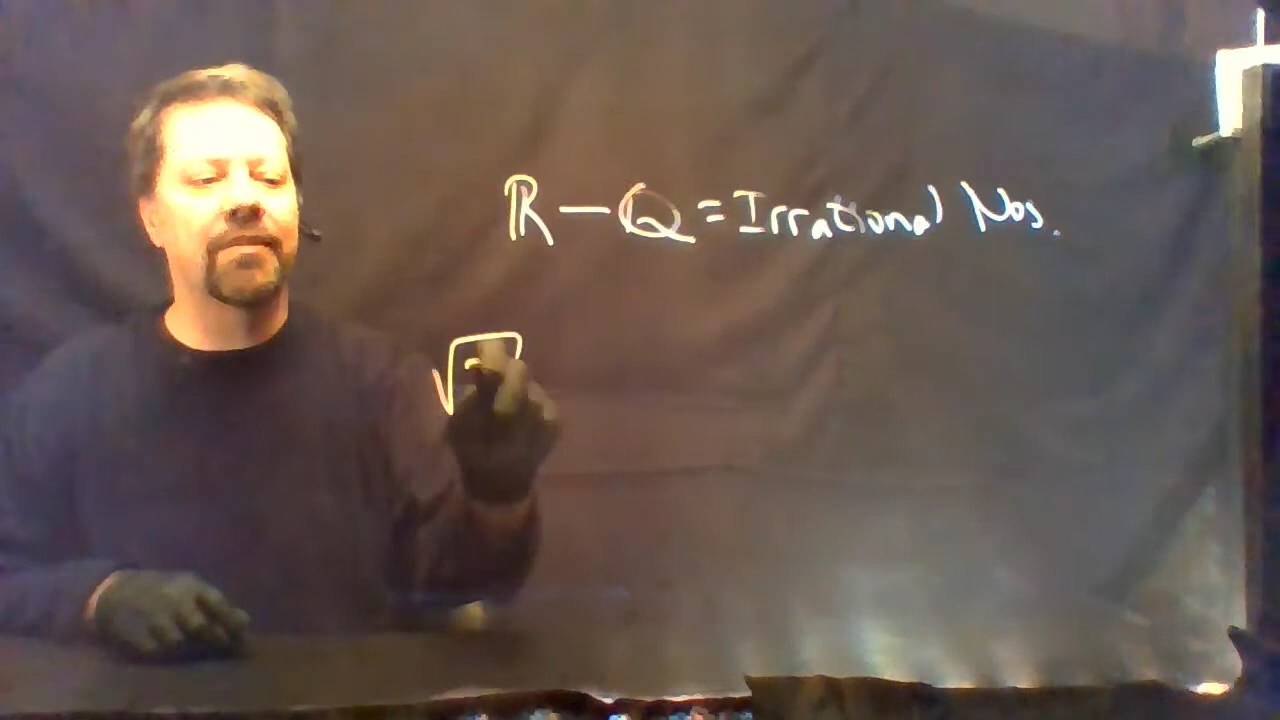 ℝ - ℚ = Irrational Nos.
√